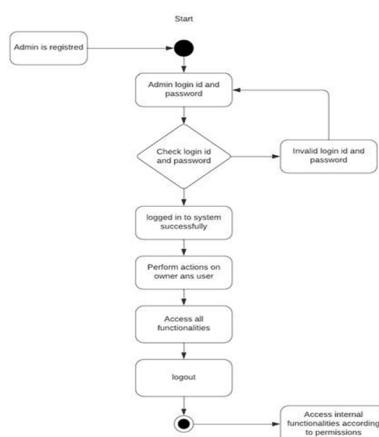 Start
Admin is registred
Admin login id and
password
Check login id
and password
Invalid login id and
password
logged in to system
successfully
Perform actions on
owner ans user
Access all
functionalities
logout
Access internal
functionalities according
to permissions